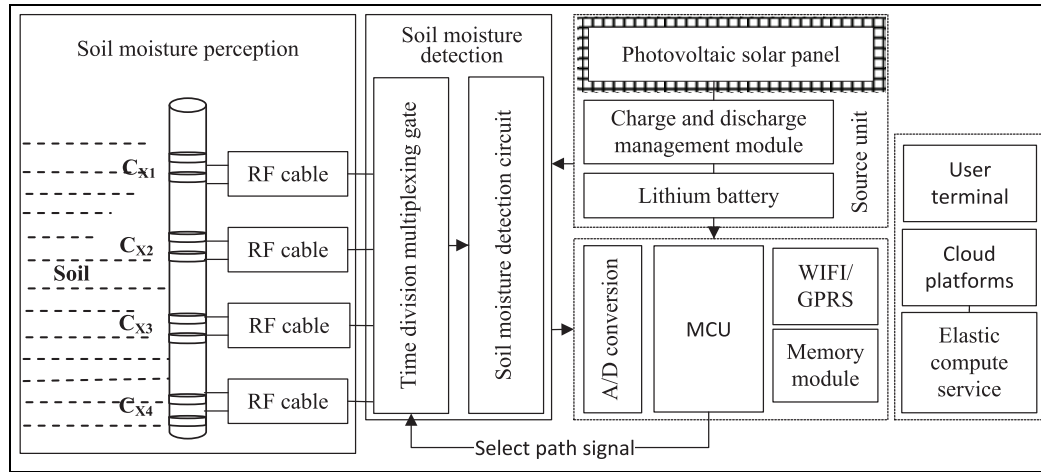 Soil moisture perception
C_X1
C_X2
Soil
C_X3
C_X4
RF cable
RF cable
RF cable
RF cable
Soil moisture
detection
Time division multiplexing gate
Soil moisture detection circuit
Photovoltaic solar panel
Charge and discharge
management module
Lithium battery
Source unit
A/D conversion
MCU
WIFI/
GPRS
Memory
module
Select path signal
User
terminal
Cloud
platforms
Elastic
compute
service